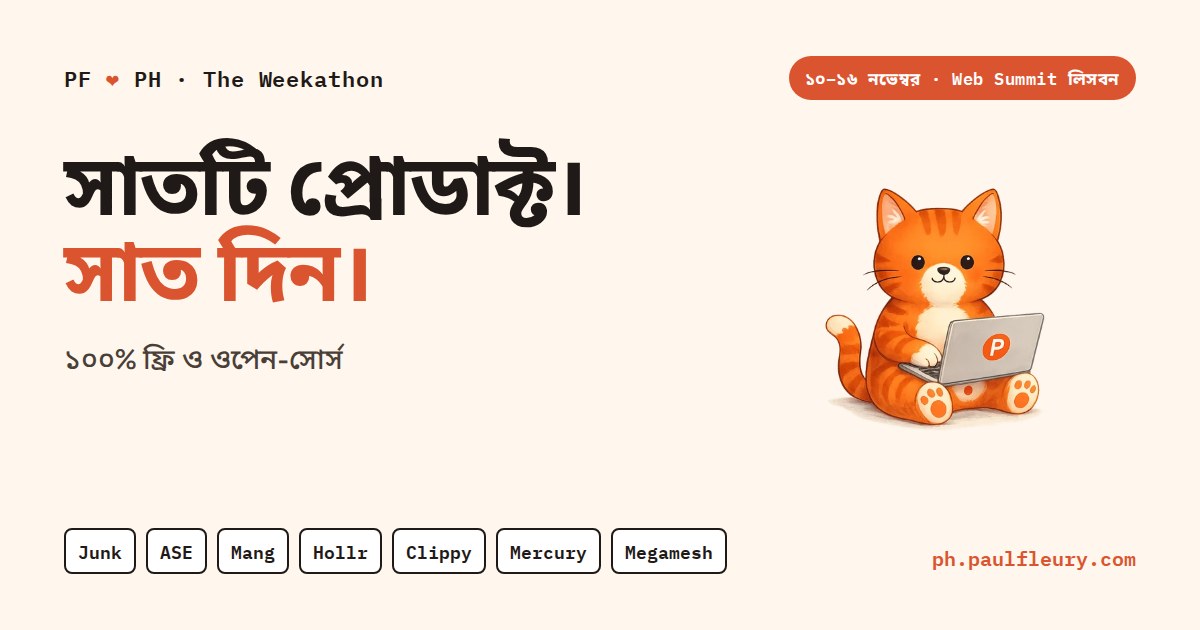 PF ❤ PH · The Weekathon
১০–১৬ নভেম্বর · Web Summit লিসবন
সাতটি প্রোডাক্ট।
সাত দিন।
১০০% ফ্রি ও ওপেন-সোর্স
P
Junk
ASE
Mang
Hollr
Clippy
Mercury
Megamesh
ph.paulfleury.com